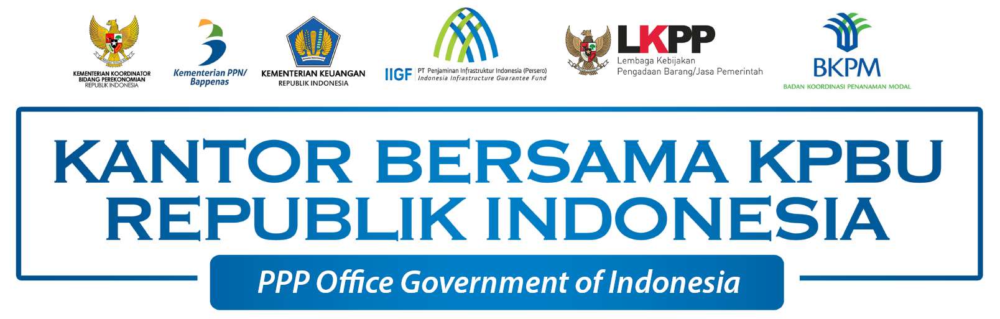 KEMENTERIAN KOORDINATOR
BIDANG PEREKONOMIAN
REPUBLIK INDONESIA
Kementerian PPN/
Bappenas
KEMENTERIAN KEUANGAN
REPUBLIK INDONESIA
IIGF
PT Penjaminan Infrastruktur Indonesia (Persero)
Indonesia Infrastructure Guarantee Fund
LKPP
Lembaga Kebijakan
Pengadaan Barang/Jasa Pemerintah
BKPM
BADAN KOORDINASI PENANAMAN MODAL
KANTOR BERSAMA KPBU
REPUBLIK INDONESIA
PPP Office Government of Indonesia